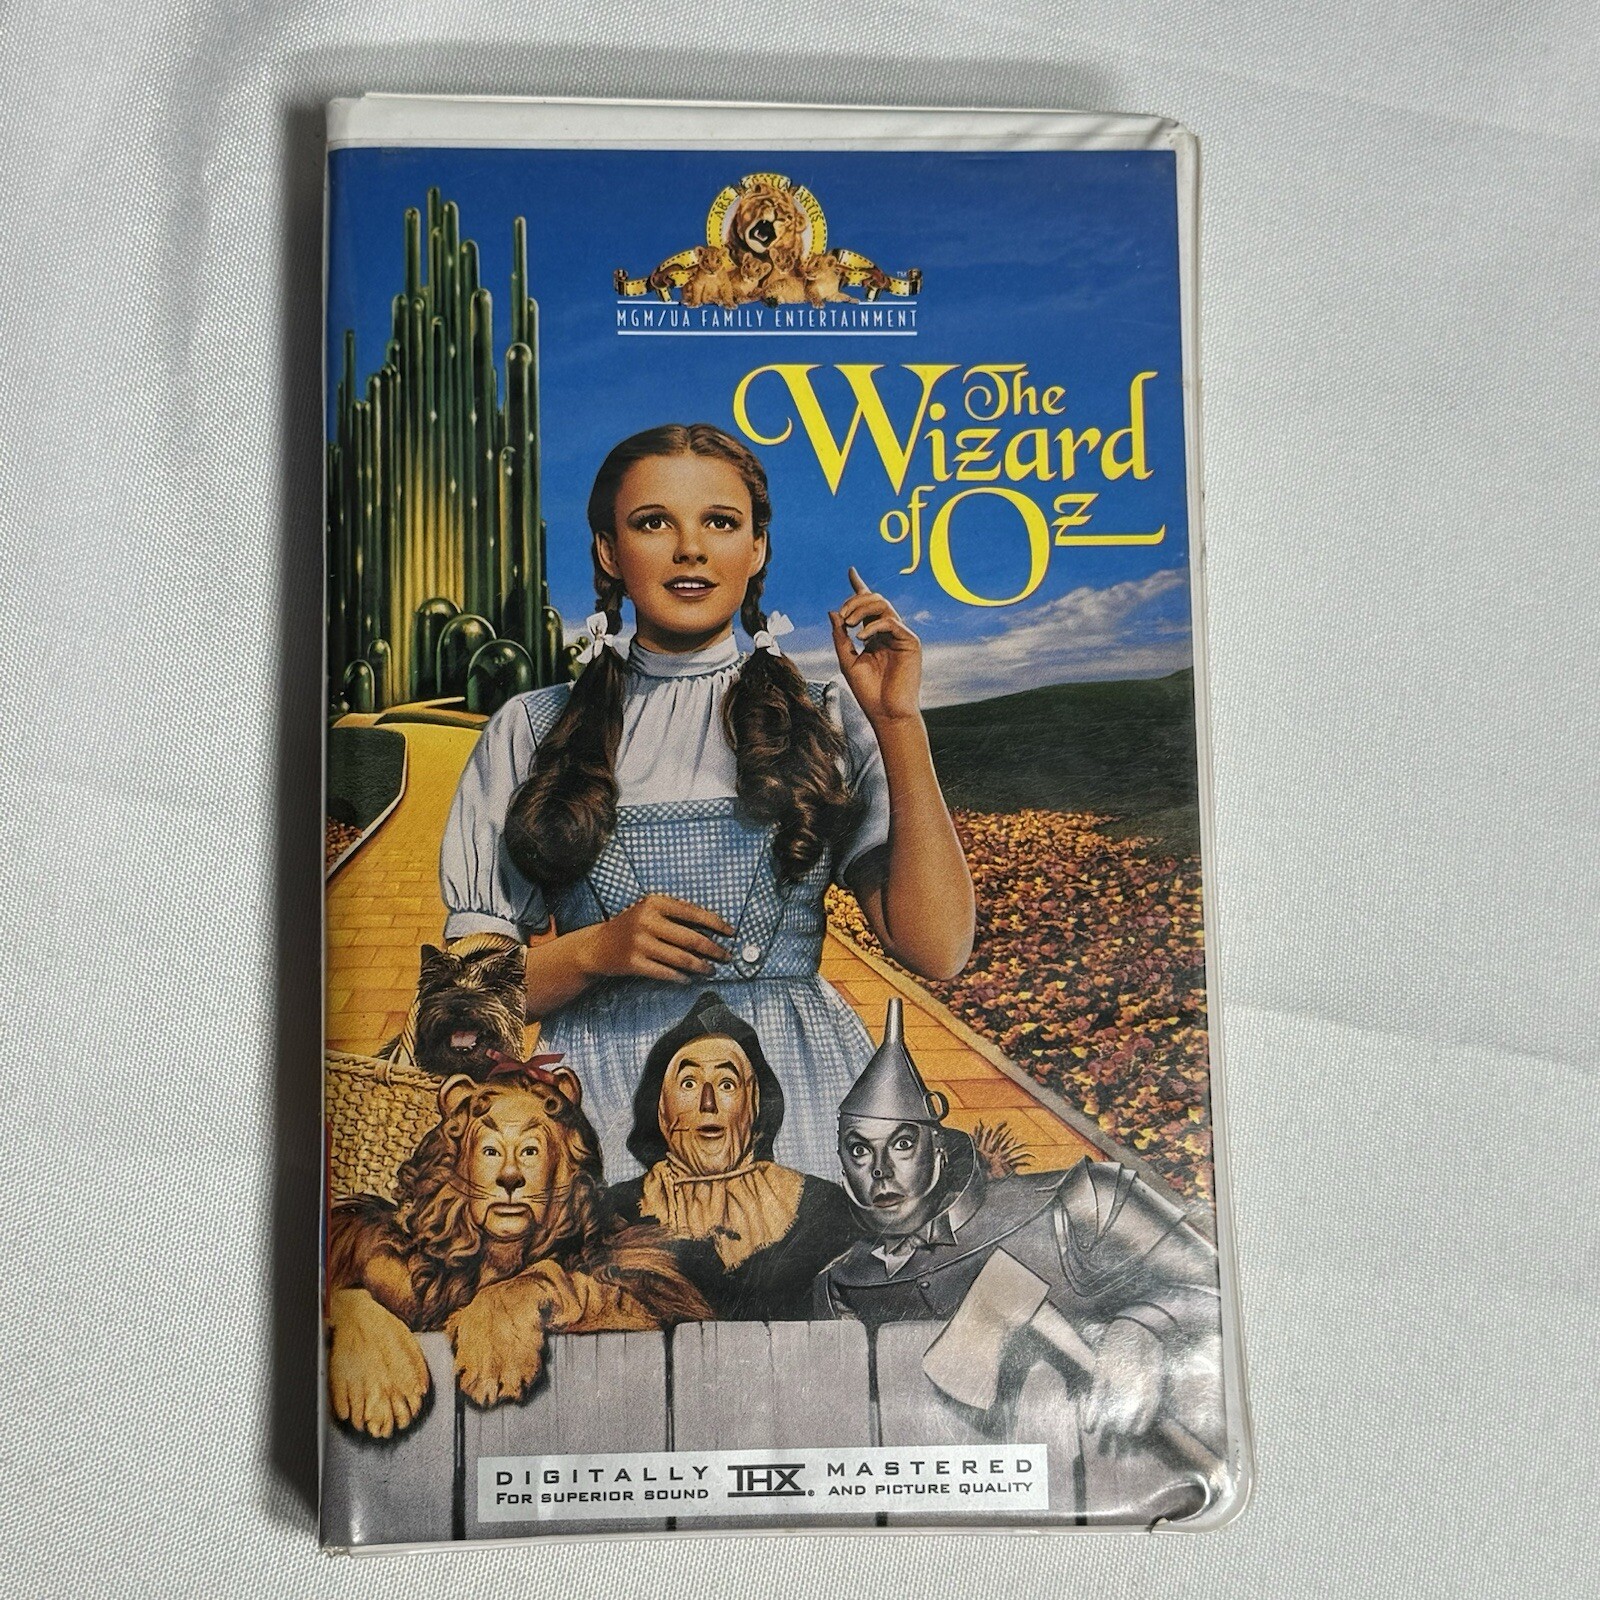 ARS GRATIA ARTIS
TM
MGM/UA FAMILY ENTERTAINMENT
The
Wizard
of Oz
DIGITALLY THX® MASTERED
FOR SUPERIOR SOUND AND PICTURE QUALITY